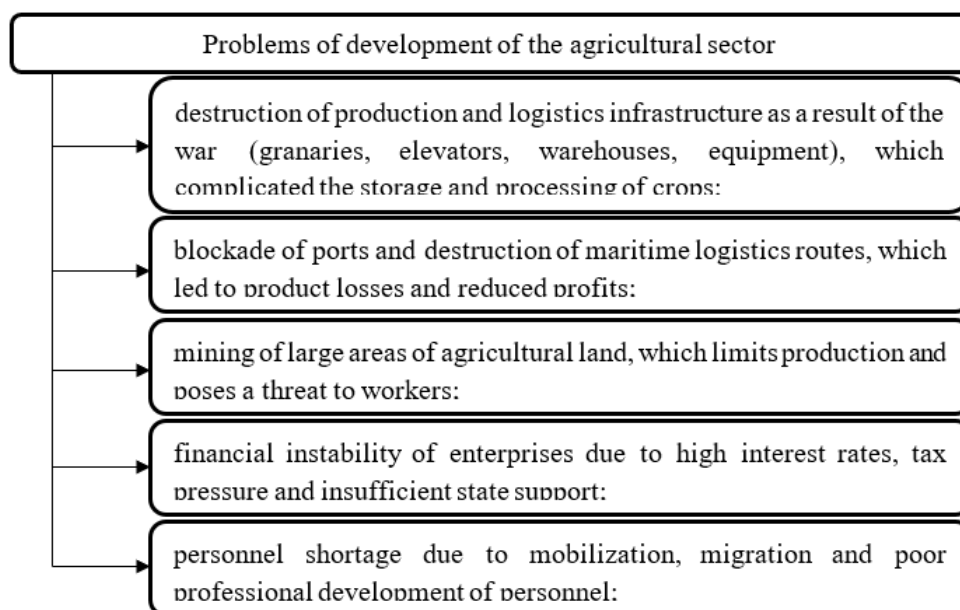 Problems of development of the agricultural sector
destruction of production and logistics infrastructure as a result of the
war (granaries, elevators, warehouses, equipment), which
complicated the storage and processing of crops;
blockade of ports and destruction of maritime logistics routes, which
led to product losses and reduced profits;
mining of large areas of agricultural land, which limits production and
poses a threat to workers;
financial instability of enterprises due to high interest rates, tax
pressure and insufficient state support;
personnel shortage due to mobilization, migration and poor
professional development of personnel;